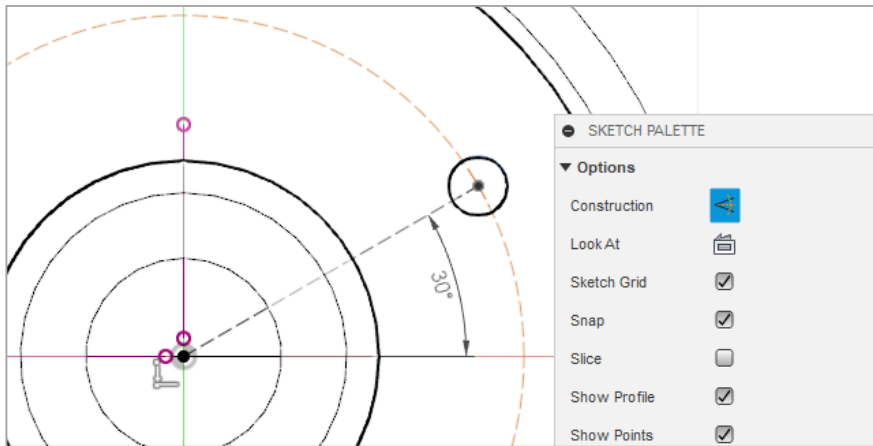 SKETCH PALETTE
Options
Construction
Look At
Sketch Grid
Snap
Slice
Show Profile
Show Points
30°